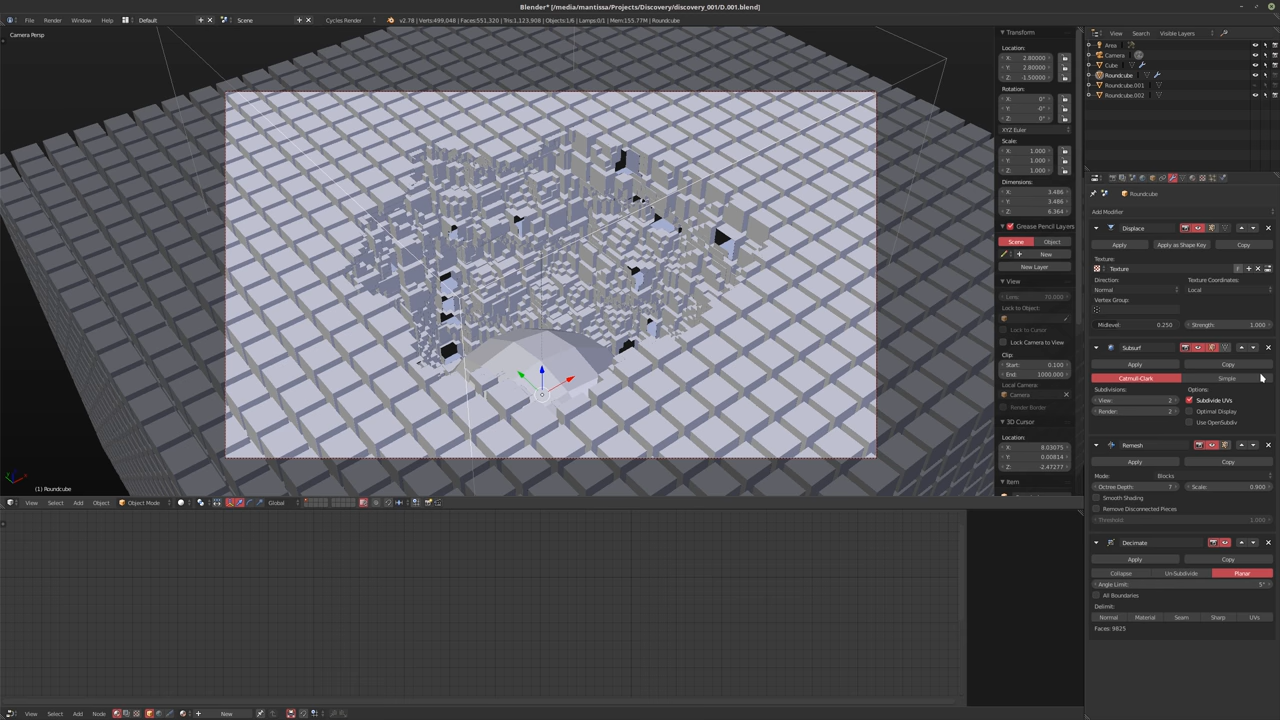 Blender* [/media/mantissa/Projects/Discovery/discovery_001/D.001.blend]
File Render Window Help Default Scene Cycles Render v2.78 | Verts:499,048 | Faces:551,320 | Tris:1,123,908 | Objects:1/6 | Lamps:0/1 | Mem:155.77M | Roundcube
Camera Persp
(1) Roundcube
Transform
Location:
X: 2.80000
Y: 2.80000
Z: -1.50000
Rotation:
X: 0°
Y: -0°
Z: 0°
XYZ Euler
Scale:
X: 1.000
Y: 1.000
Z: 1.000
Dimensions:
X: 3.486
Y: 3.486
Z: 6.364
Grease Pencil Layers
Scene Object
New
New Layer
View
Lens: 70.000
Lock to Object:
Lock to Cursor
Lock Camera to View
Clip:
Start: 0.100
End: 1000.000
Local Camera:
Camera
Render Border
3D Cursor
Location:
X: 8.03075
Y: 0.00814
Z: -2.47277
Item
View Select Add Object Object Mode Global
View Search Visible Layers
Area
Camera
Cube
Roundcube
Roundcube.001
Roundcube.002
Roundcube
Add Modifier
Displace
Apply Apply as Shape Key Copy
Texture:
Texture F
Direction: Texture Coordinates:
Normal Local
Vertex Group:
Midlevel: 0.250 Strength: 1.000
Subsurf
Apply Copy
Catmull-Clark Simple
Subdivisions: Options:
View: 2 Subdivide UVs
Render: 2 Optimal Display
Use OpenSubdiv
Remesh
Apply Copy
Mode: Blocks
Octree Depth: 7 Scale: 0.900
Smooth Shading
Remove Disconnected Pieces
Threshold: 1.000
Decimate
Apply Copy
Collapse Un-Subdivide Planar
Angle Limit: 5°
All Boundaries
Delimit:
Normal Material Seam Sharp UVs
Faces: 9825
View Select Add Node New